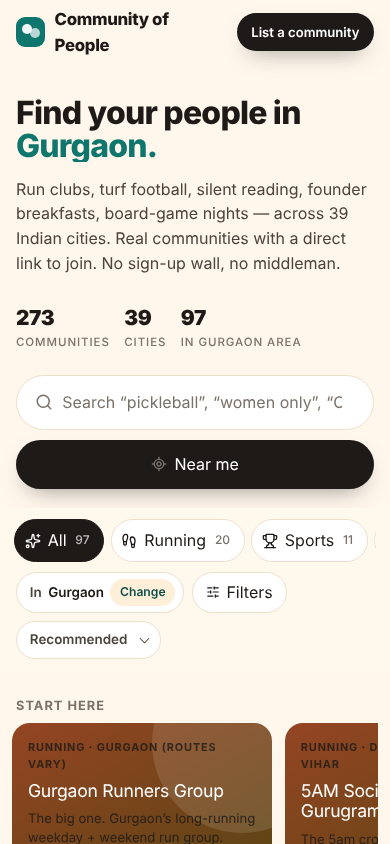 Community of
People
List a community
Find your people in
Gurgaon.
Run clubs, turf football, silent reading, founder
breakfasts, board-game nights — across 39
Indian cities. Real communities with a direct
link to join. No sign-up wall, no middleman.
273 39 97
COMMUNITIES CITIES IN GURGAON AREA
Search “pickleball”, “women only”, “C
Near me
All 97 Running 20 Sports 11
In Gurgaon Change Filters
Recommended
START HERE
RUNNING · GURGAON (ROUTES
VARY)
Gurgaon Runners Group
The big one. Gurgaon’s long-running
weekday + weekend run group.
RUNNING · D
VIHAR
5AM Soci
Gurugram
The 5am cro